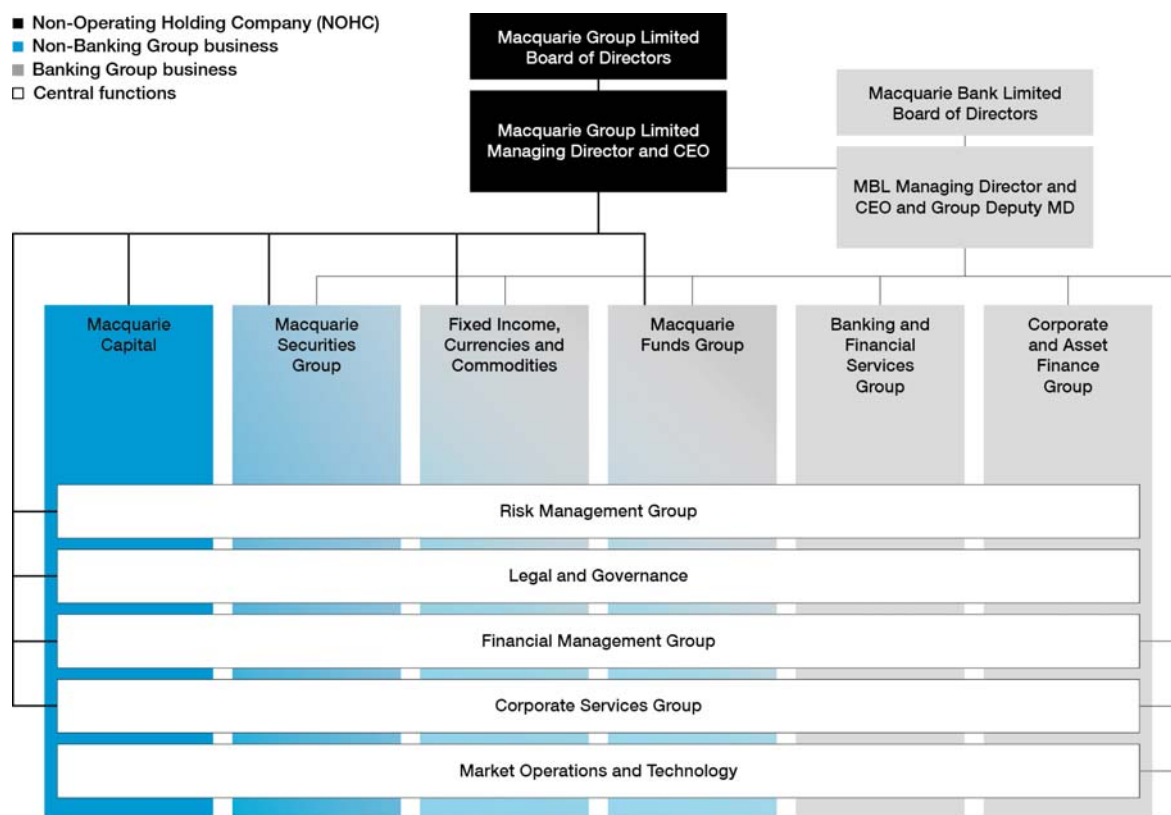 Non-Operating Holding Company (NOHC)
Non-Banking Group business
Banking Group business
Central functions
Macquarie Group Limited
Board of Directors
Macquarie Group Limited
Managing Director and CEO
Macquarie Bank Limited
Board of Directors
MBL Managing Director and
CEO and Group Deputy MD
Macquarie
Capital
Macquarie
Securities
Group
Fixed Income,
Currencies and
Commodities
Macquarie
Funds Group
Banking and
Financial
Services
Group
Corporate
and Asset
Finance
Group
Risk Management Group
Legal and Governance
Financial Management Group
Corporate Services Group
Market Operations and Technology